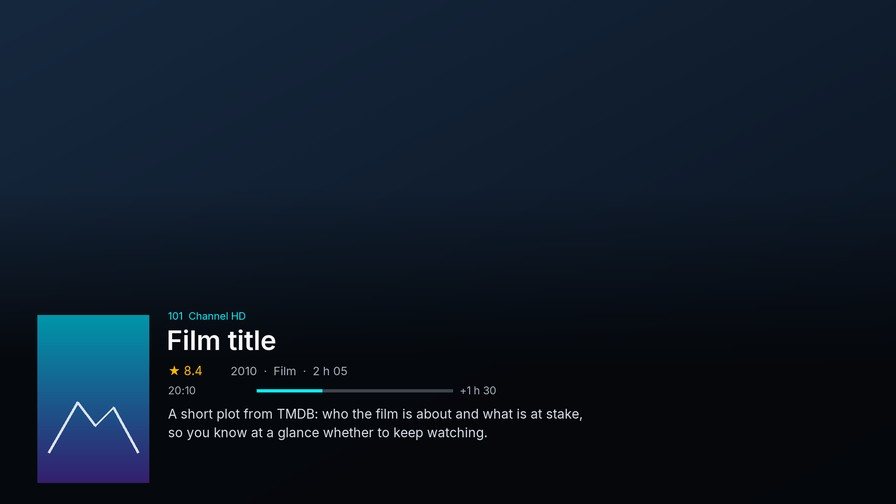 101 Channel HD
Film title
★ 8.4 2010 · Film · 2 h 05
20:10 +1 h 30
A short plot from TMDB: who the film is about and what is at stake,
so you know at a glance whether to keep watching.